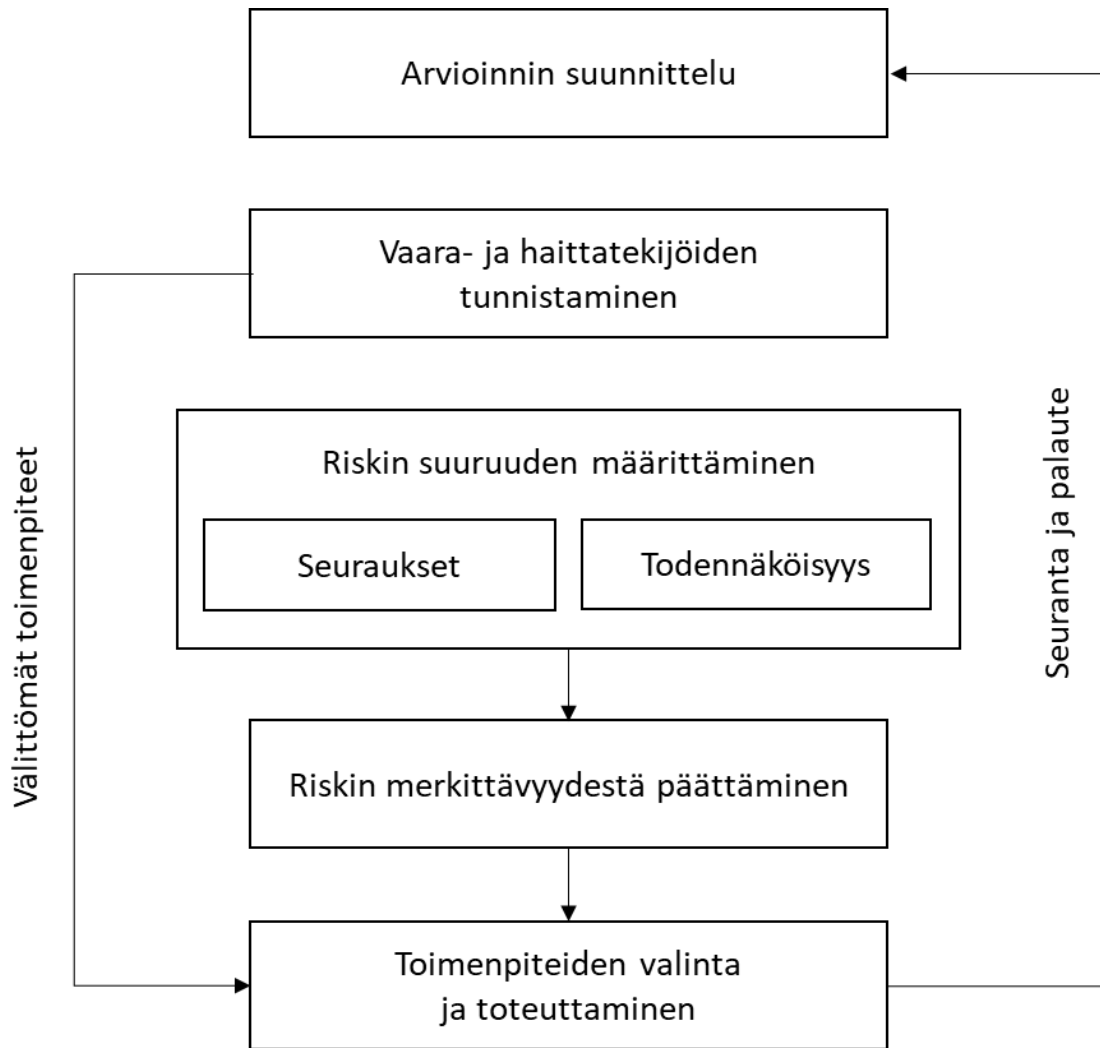 Arvioinnin suunnittelu
Vaara- ja haittatekijöiden
tunnistaminen
Riskin suuruuden määrittäminen
Seuraukset
Todennäköisyys
Riskin merkittävyydestä päättäminen
Toimenpiteiden valinta
ja toteuttaminen
Välittömät toimenpiteet
Seuranta ja palaute